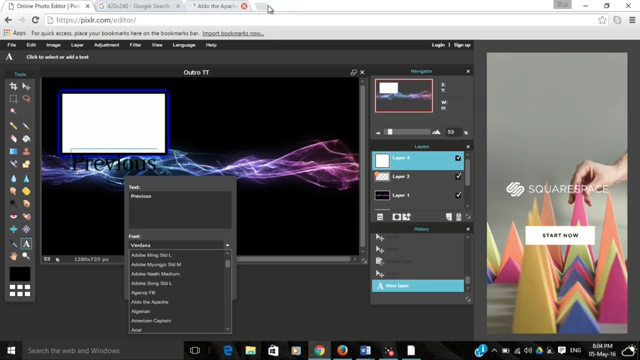 Online Photo Editor | Pixl
420x240 - Google Search
Aldo the Apache
https://pixlr.com/editor/
Apps
For quick access, place your bookmarks here on the bookmarks bar. Import bookmarks now...
File Edit Image Layer Adjustment Filter View Language Help
Login | Sign up
A
Click to select or add a text
Tools
Outro TT
Navigator
X:
Y:
W:
H:
53
Layers
Layer 4
Layer 2
Layer 1
History
New layer
Previous
Text:
Previous
Font:
Verdana
Adobe Ming Std L
Adobe Myungjo Std M
Adobe Naskh Medium
Adobe Song Std L
Agency FB
Aldo the Apache
Algerian
American Captain
Arial
53 % 1280x720 px
SQUARESPACE
START NOW
Search the web and Windows
ENG
8:04 PM
05-May-16